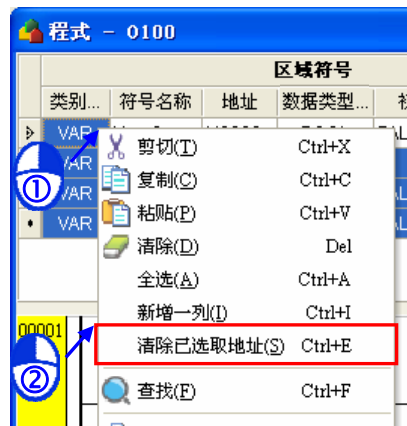 程式 - 0100
区域符号
类别... 符号名称 地址 数据类型...
VAR
VAR
VAR
VAR
剪切(T) Ctrl+X
复制(C) Ctrl+C
粘贴(P) Ctrl+V
清除(D) Del
全选(A) Ctrl+A
新增一列(I) Ctrl+I
清除已选取地址(S) Ctrl+E
查找(F) Ctrl+F
00001
①
②